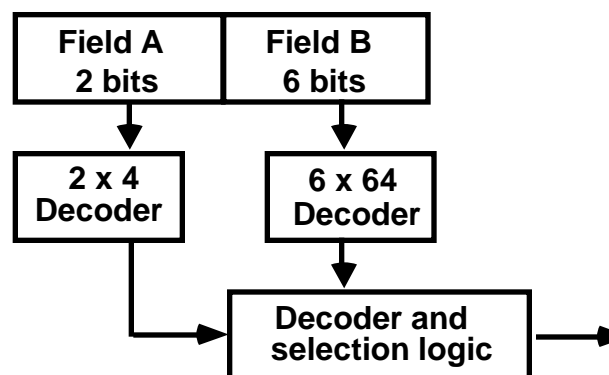 Field A
2 bits
Field B
6 bits
2 x 4
Decoder
6 x 64
Decoder
Decoder and
selection logic